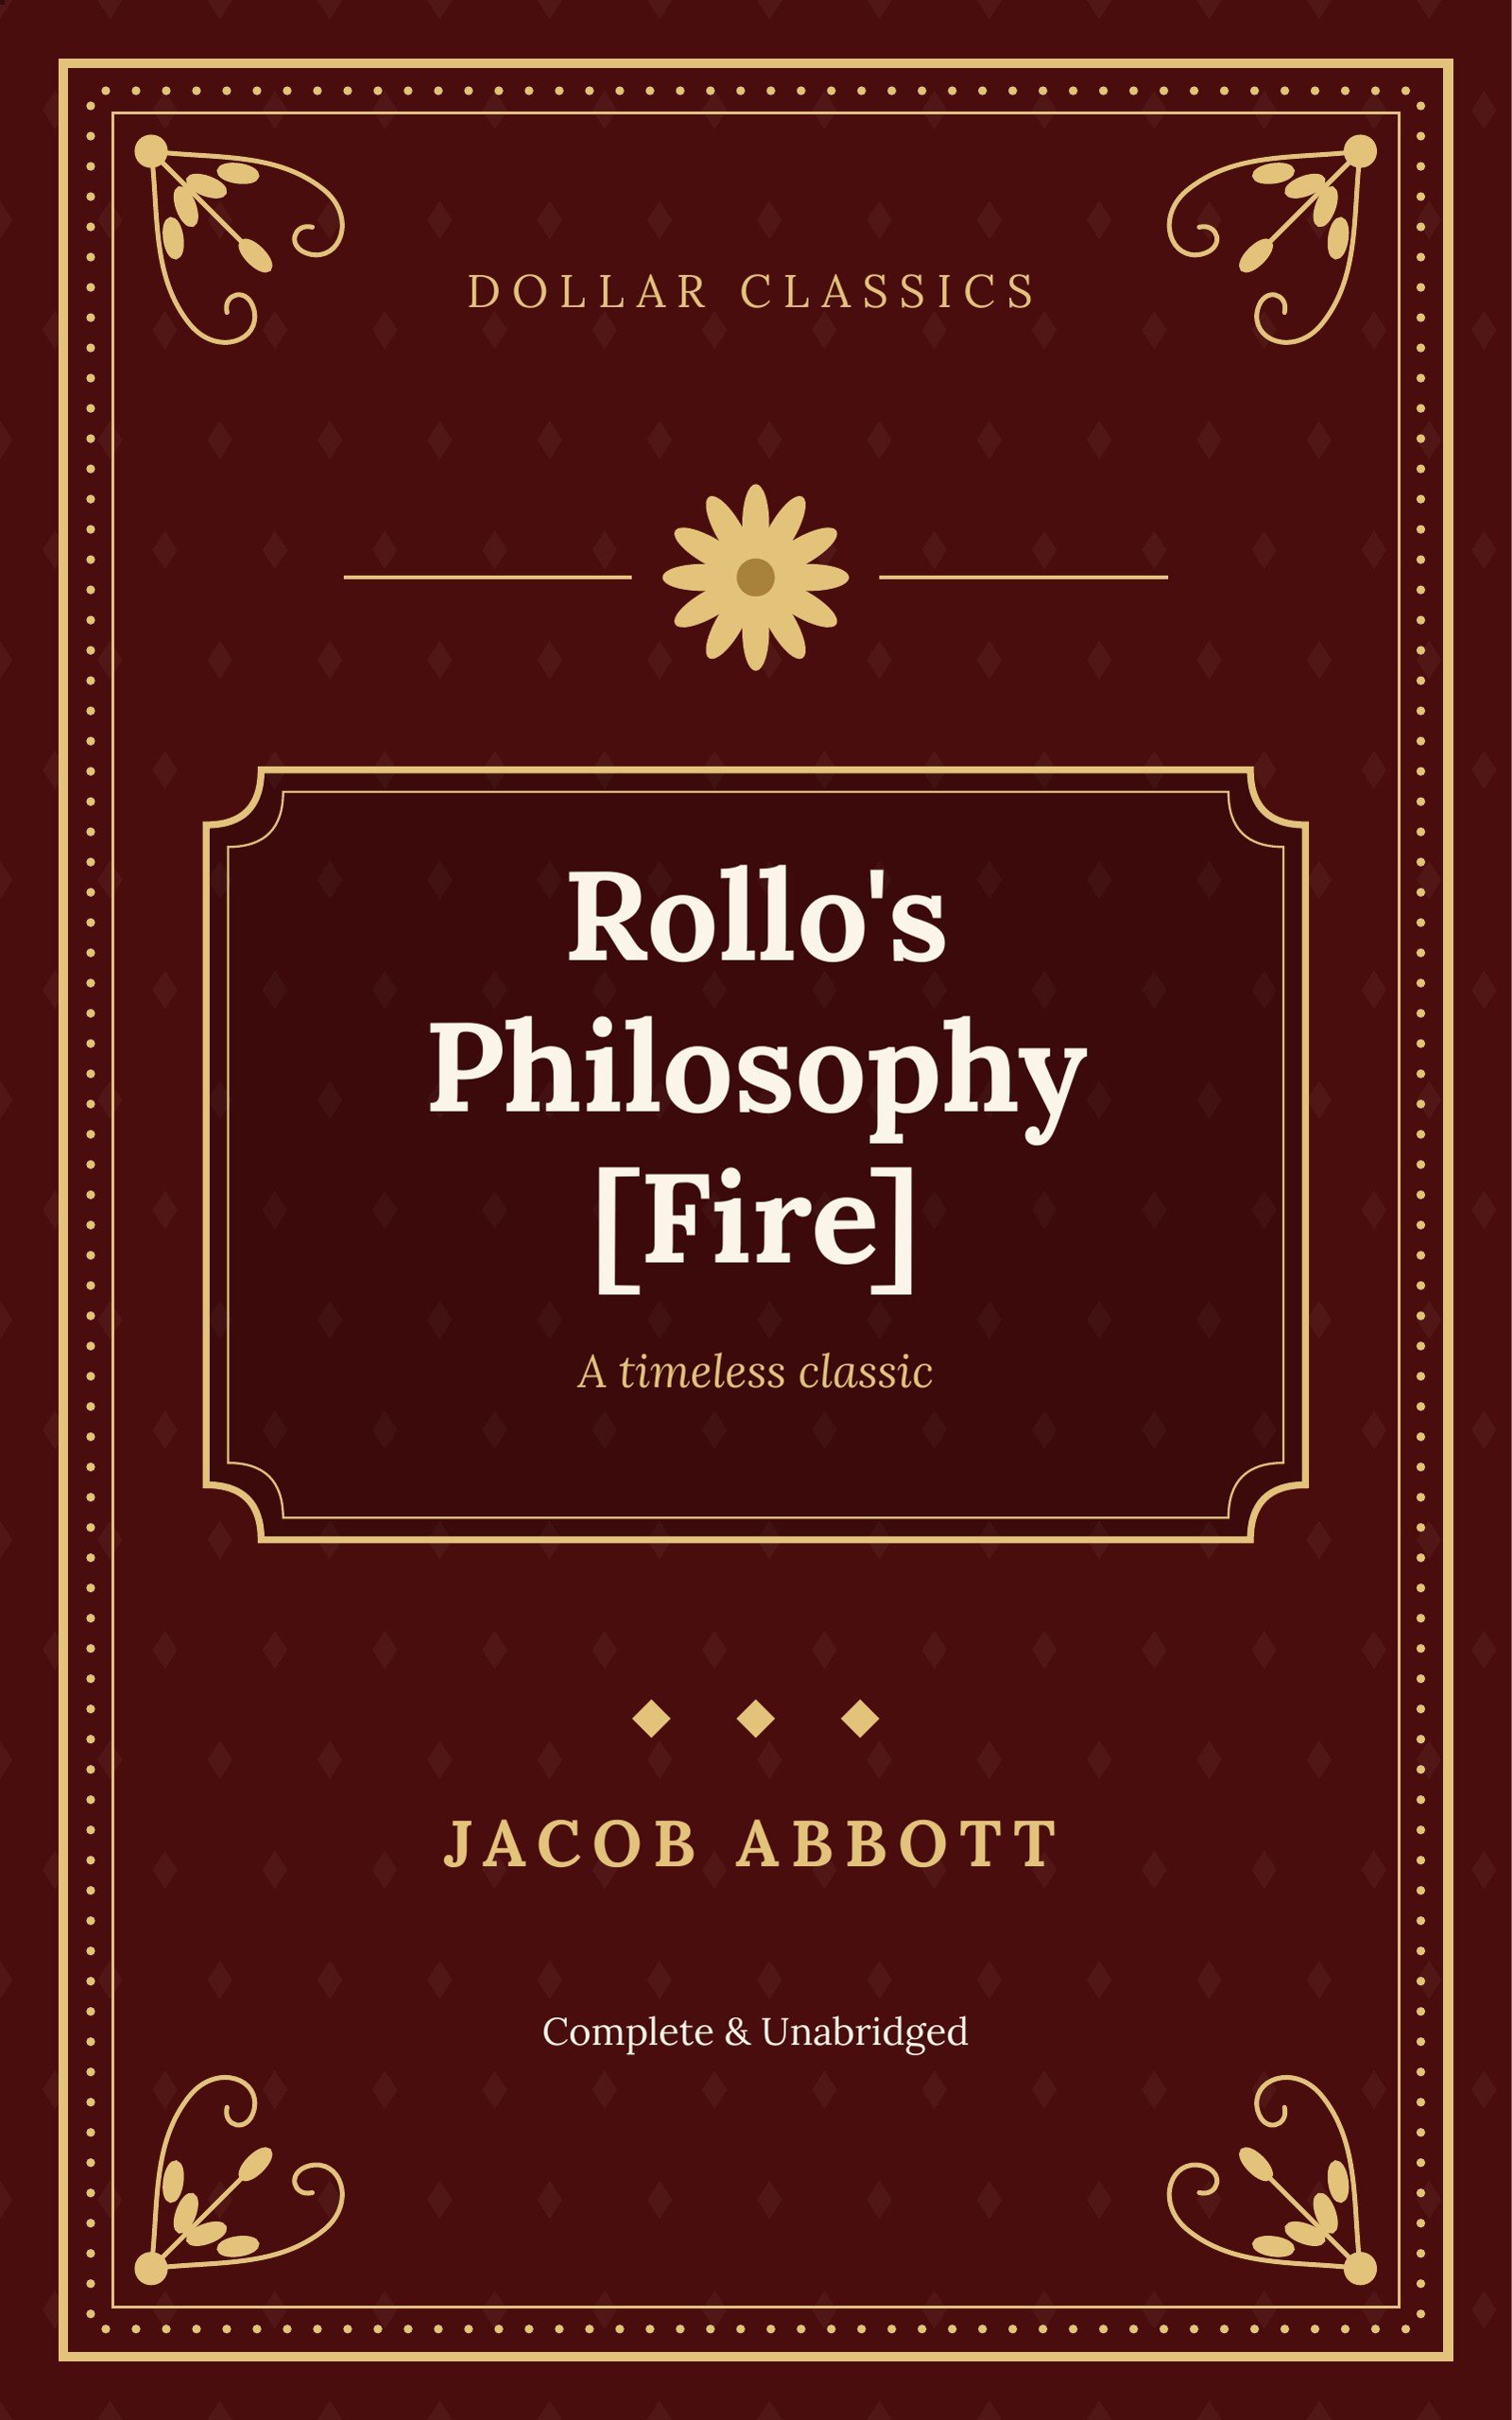 DOLLAR CLASSICS
Rollo's
Philosophy
[Fire]
A timeless classic
JACOB ABBOTT
Complete & Unabridged